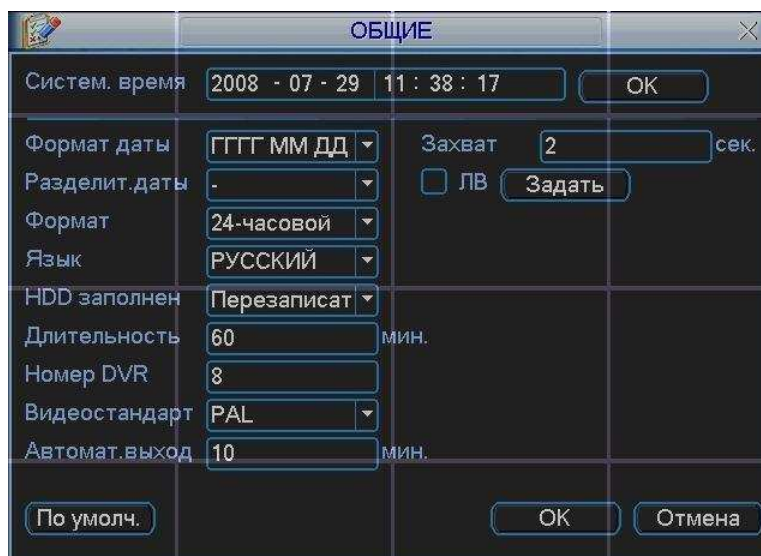 ОБЩИЕ
Систем. время 2008 - 07 - 29 11 : 38 : 17 OK
Формат даты ГГГГ ММ ДД Захват 2 сек.
Разделит.даты - ЛВ Задать
Формат 24-часовой
Язык РУССКИЙ
HDD заполнен Перезаписат
Длительность 60 мин.
Номер DVR 8
Видеостандарт PAL
Автомат.выход 10 мин.
По умолч. OK Отмена